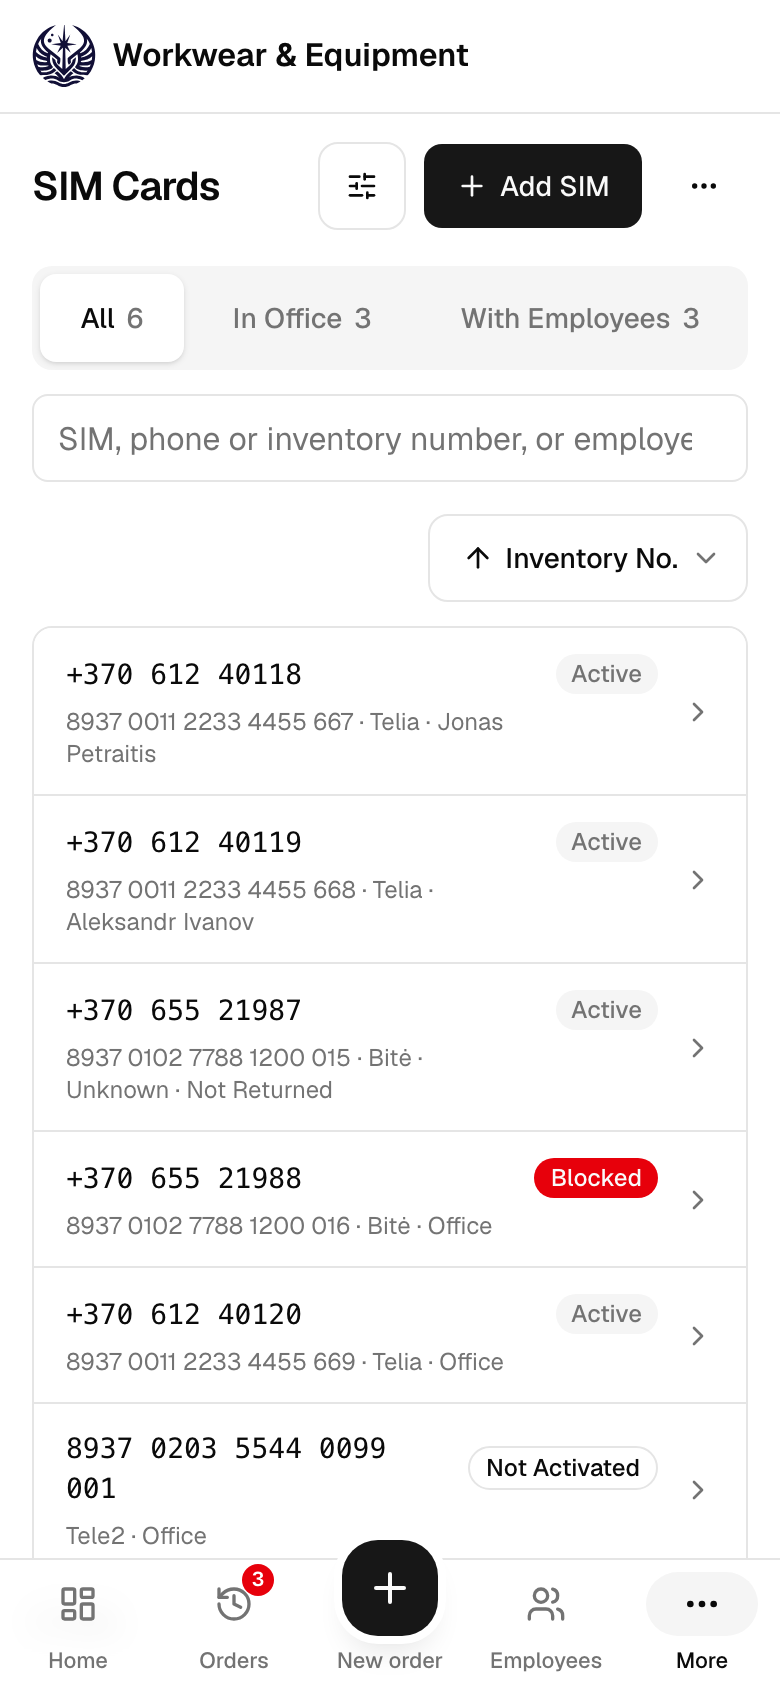 Workwear & Equipment
SIM Cards
Add SIM
All 6
In Office 3
With Employees 3
SIM, phone or inventory number, or employe
Inventory No.
+370 612 40118
Active
8937 0011 2233 4455 667 · Telia · Jonas
Petraitis
+370 612 40119
Active
8937 0011 2233 4455 668 · Telia ·
Aleksandr Ivanov
+370 655 21987
Active
8937 0102 7788 1200 015 · Bitė ·
Unknown · Not Returned
+370 655 21988
Blocked
8937 0102 7788 1200 016 · Bitė · Office
+370 612 40120
Active
8937 0011 2233 4455 669 · Telia · Office
8937 0203 5544 0099
001
Not Activated
Tele2 · Office
3
Home
Orders
New order
Employees
More